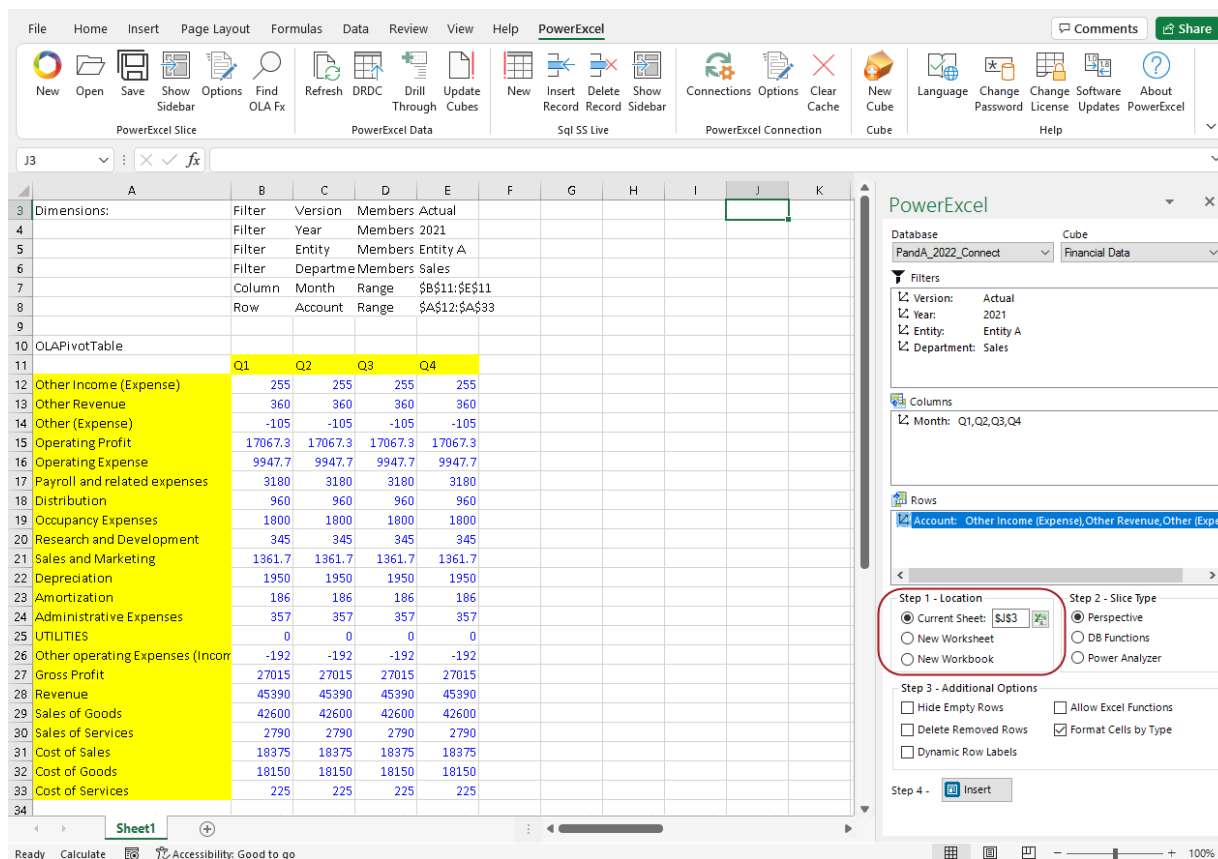 File Home Insert Page Layout Formulas Data Review View Help PowerExcel Comments Share
New Open Save Show Sidebar Options Find OLA Fx Refresh DRDC Drill Through Update Cubes New Insert Record Delete Record Show Sidebar Connections Options Clear Cache New Cube Language Change Password Change License Software Updates About PowerExcel
PowerExcel Slice PowerExcel Data Sql SS Live PowerExcel Connection Cube Help
J3 fx
A B C D E F G H I J K
3 Dimensions: Filter Version Members Actual
4 Filter Year Members 2021
5 Filter Entity Members Entity A
6 Filter Departme Members Sales
7 Column Month Range $B$11:$E$11
8 Row Account Range $A$12:$A$33
9
10 OLAPivotTable
11 Q1 Q2 Q3 Q4
12 Other Income (Expense) 255 255 255 255
13 Other Revenue 360 360 360 360
14 Other (Expense) -105 -105 -105 -105
15 Operating Profit 17067.3 17067.3 17067.3 17067.3
16 Operating Expense 9947.7 9947.7 9947.7 9947.7
17 Payroll and related expenses 3180 3180 3180 3180
18 Distribution 960 960 960 960
19 Occupancy Expenses 1800 1800 1800 1800
20 Research and Development 345 345 345 345
21 Sales and Marketing 1361.7 1361.7 1361.7 1361.7
22 Depreciation 1950 1950 1950 1950
23 Amortization 186 186 186 186
24 Administrative Expenses 357 357 357 357
25 UTILITIES 0 0 0 0
26 Other operating Expenses (Incom -192 -192 -192 -192
27 Gross Profit 27015 27015 27015 27015
28 Revenue 45390 45390 45390 45390
29 Sales of Goods 42600 42600 42600 42600
30 Sales of Services 2790 2790 2790 2790
31 Cost of Sales 18375 18375 18375 18375
32 Cost of Goods 18150 18150 18150 18150
33 Cost of Services 225 225 225 225
34
Sheet1
Ready Calculate Accessibility: Good to go 100%
PowerExcel
Database Cube
PandA_2022_Connect Financial Data
Filters
Version: Actual
Year: 2021
Entity: Entity A
Department: Sales
Columns
Month: Q1,Q2,Q3,Q4
Rows
Account: Other Income (Expense),Other Revenue,Other (Expe
Step 1 - Location Step 2 - Slice Type
Current Sheet: $J$3 Perspective
New Worksheet DB Functions
New Workbook Power Analyzer
Step 3 - Additional Options
Hide Empty Rows Allow Excel Functions
Delete Removed Rows Format Cells by Type
Dynamic Row Labels
Step 4 - Insert